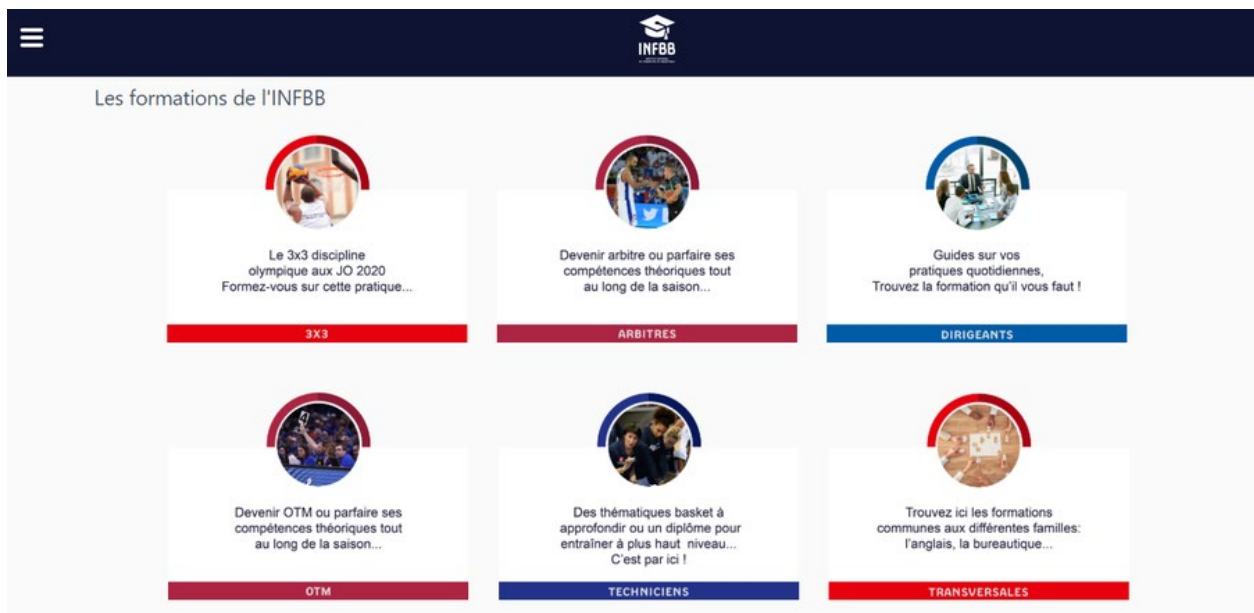 INFBB
Les formations de l'INFBB
Le 3x3 discipline
olympique aux JO 2020
Formez-vous sur cette pratique...
3X3
Devenir arbitre ou parfaire ses
compétences théoriques tout
au long de la saison...
ARBITRES
Guides sur vos
pratiques quotidiennes,
Trouvez la formation qu'il vous faut !
DIRIGEANTS
Devenir OTM ou parfaire ses
compétences théoriques tout
au long de la saison...
OTM
Des thématiques basket à
approfondir ou un diplôme pour
entraîner à plus haut niveau...
C'est par ici !
TECHNICIENS
Trouvez ici les formations
communes aux différentes familles:
l'anglais, la bureautique...
TRANSVERSALES